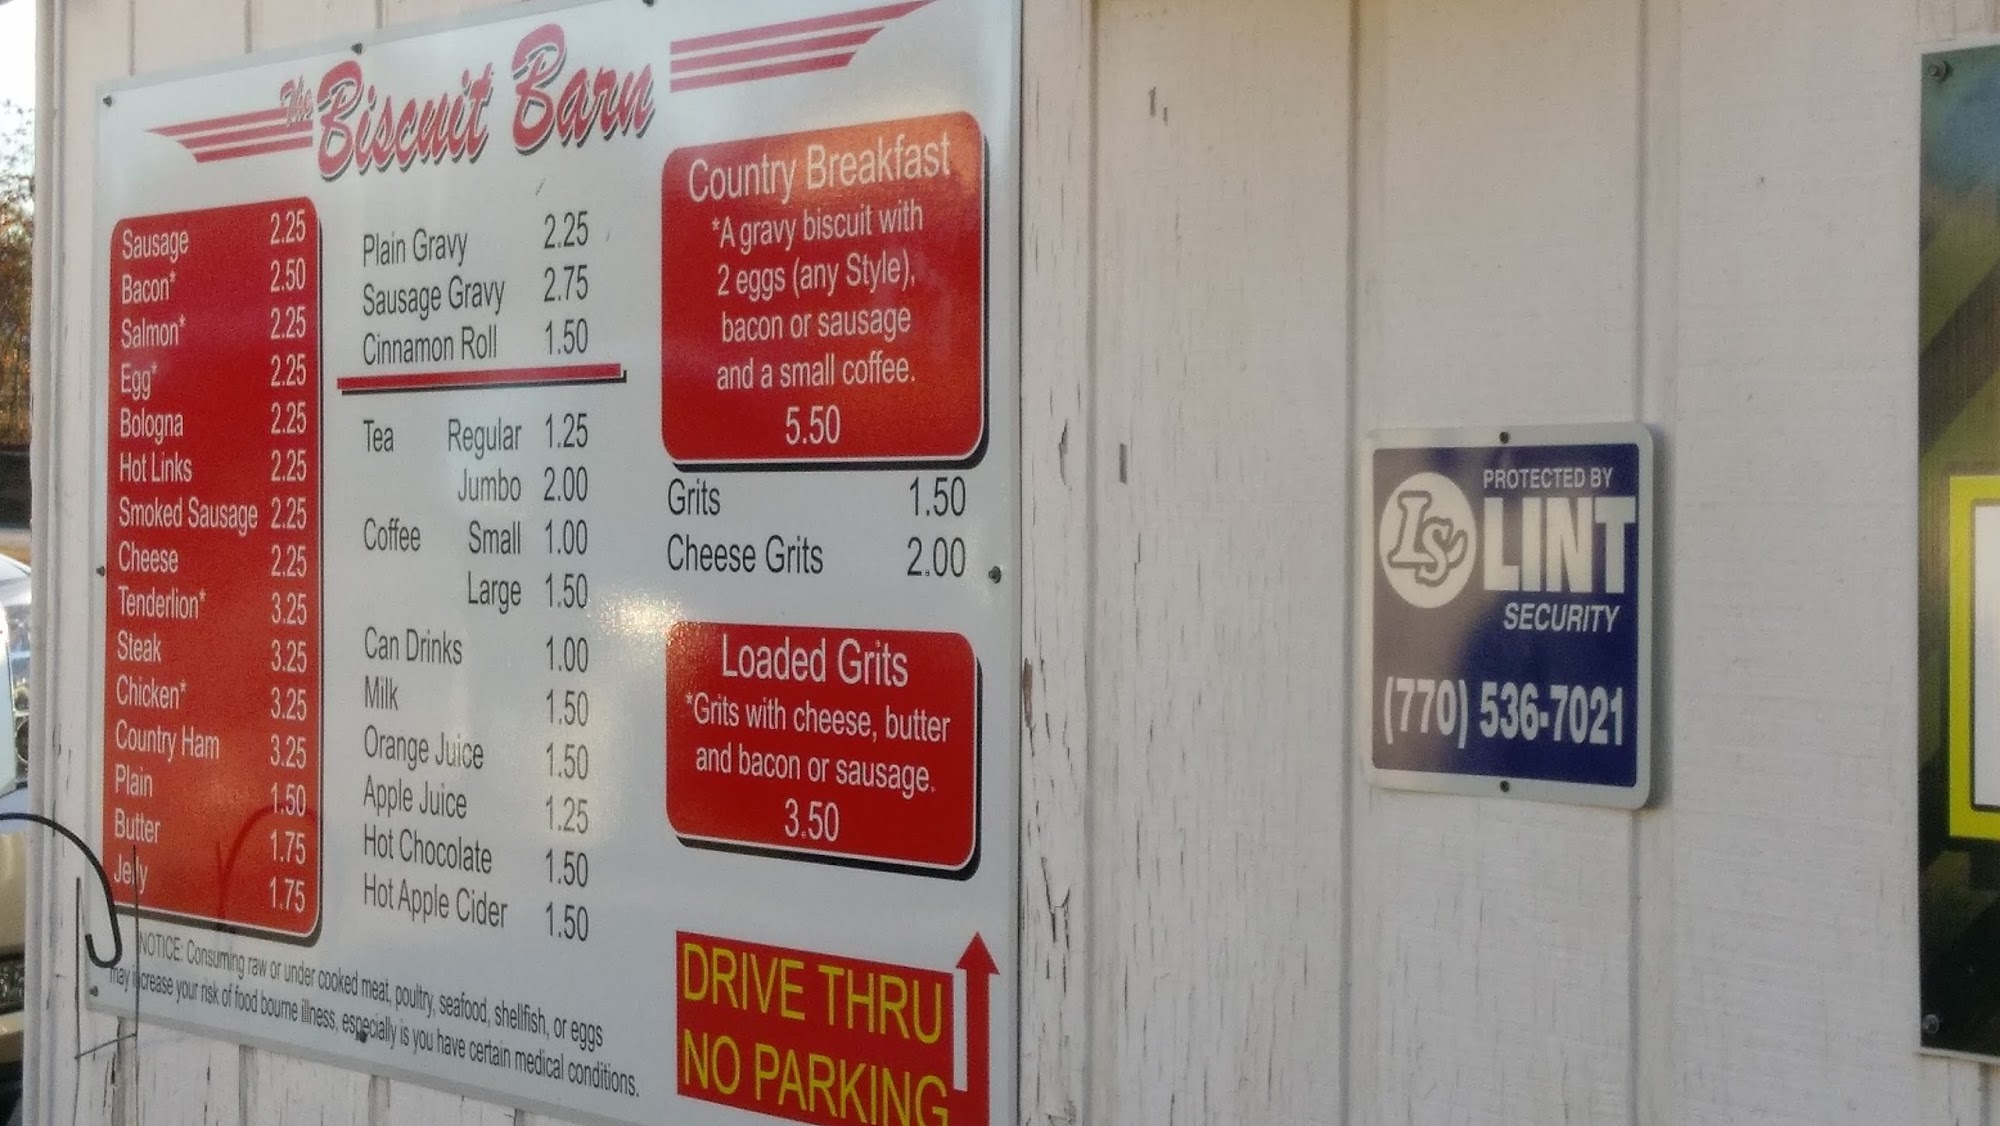 The Biscuit Barn
Sausage 2.25
Bacon* 2.50
Salmon* 2.25
Egg* 2.25
Bologna 2.25
Hot Links 2.25
Smoked Sausage 2.25
Cheese 2.25
Tenderlion* 3.25
Steak 3.25
Chicken* 3.25
Country Ham 3.25
Plain 1.50
Butter 1.75
Jelly 1.75
Plain Gravy 2.25
Sausage Gravy 2.75
Cinnamon Roll 1.50
Tea Regular 1.25
Jumbo 2.00
Coffee Small 1.00
Large 1.50
Can Drinks 1.00
Milk 1.50
Orange Juice 1.50
Apple Juice 1.25
Hot Chocolate 1.50
Hot Apple Cider 1.50
Country Breakfast
*A gravy biscuit with
2 eggs (any Style),
bacon or sausage
and a small coffee.
5.50
Grits 1.50
Cheese Grits 2.00
Loaded Grits
*Grits with cheese, butter
and bacon or sausage.
3.50
NOTICE: Consuming raw or under cooked meat, poultry, seafood, shellfish, or eggs
may increase your risk of food bourne illness, especially is you have certain medical conditions.
DRIVE THRU
NO PARKING
PROTECTED BY
LS LINT
SECURITY
(770) 536-7021